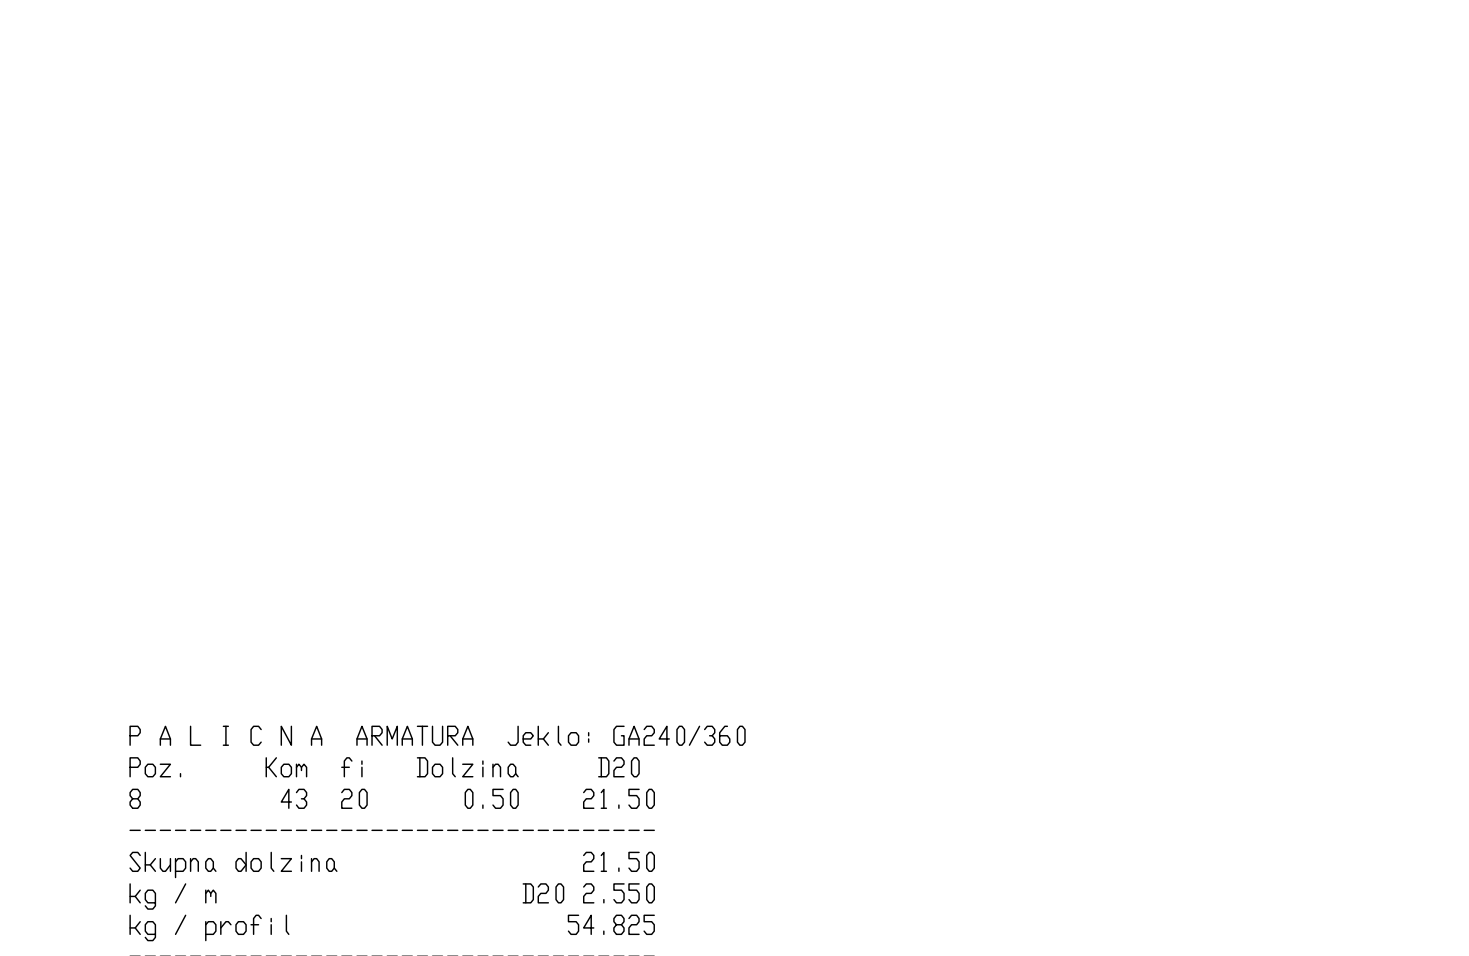 P A L I C N A  ARMATURA  Jeklo: GA240/360
Poz.     Kom  fi   Dolzina     D20
8         43  20      0.50    21.50
-----------------------------------
Skupna dolzina                21.50
kg / m                    D20 2.550
kg / profil                  54.825
-----------------------------------